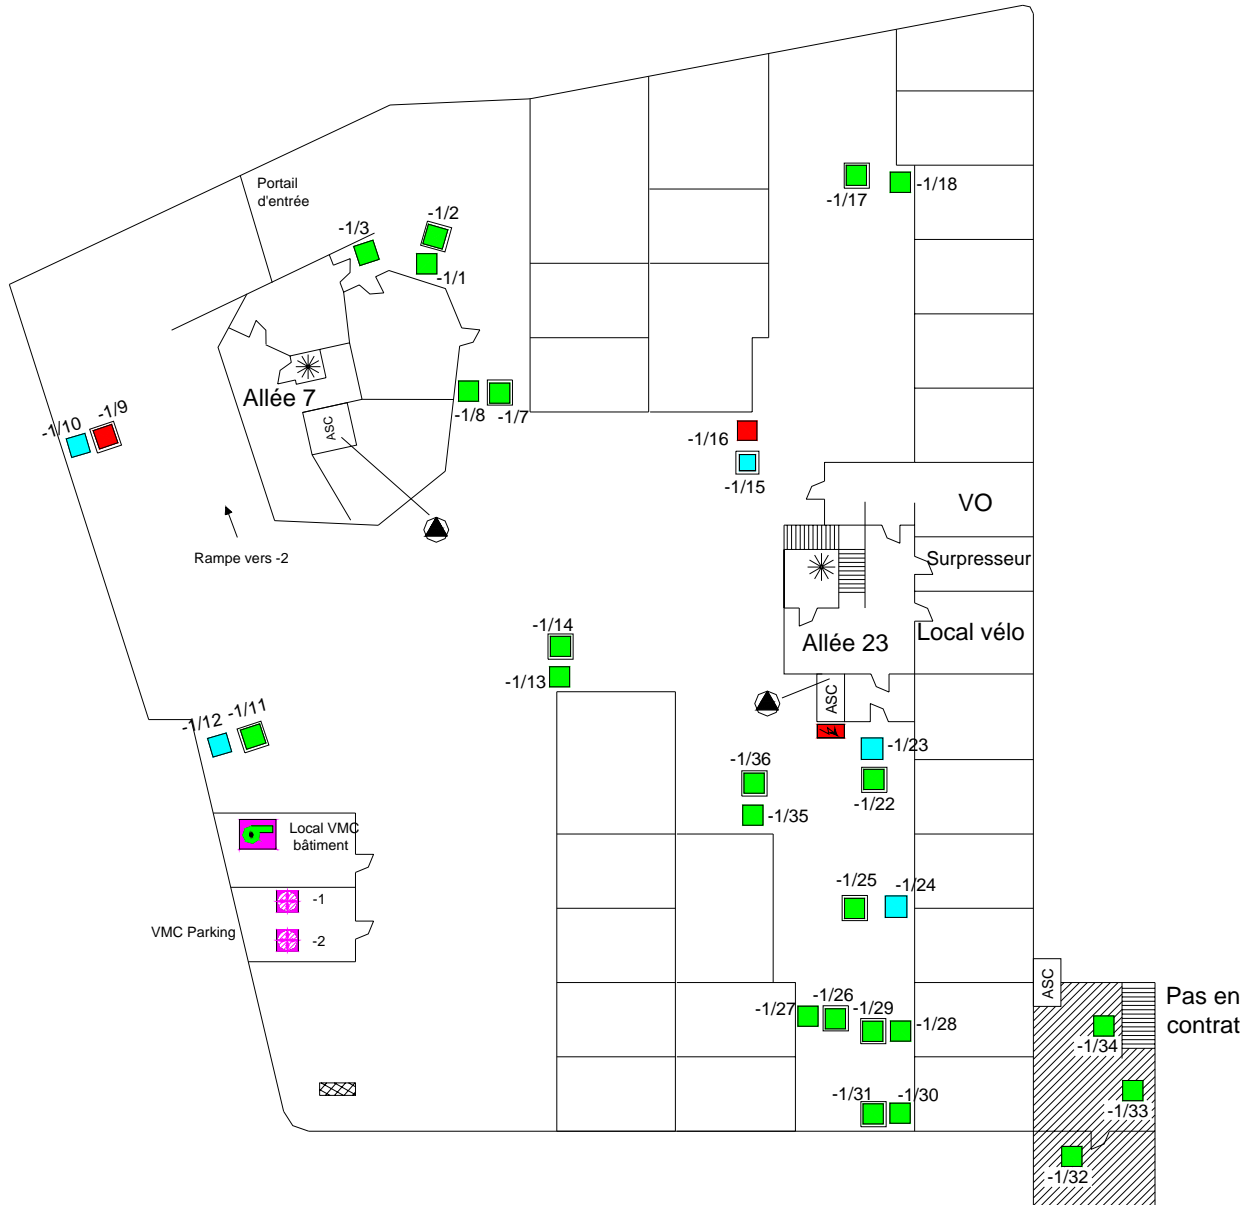 Portail
d'entrée
-1/17
-1/18
-1/2
-1/3
-1/1
Allée 7
-1/8
-1/7
ASC
-1/10
-1/9
-1/16
-1/15
VO
Rampe vers -2
Surpresseur
-1/14
Allée 23
Local vélo
-1/13
ASC
-1/12
-1/11
-1/23
-1/36
-1/22
-1/35
Local VMC
bâtiment
-1/25
-1/24
-1
VMC Parking
-2
ASC
-1/27
-1/26
-1/29
-1/28
Pas en
contrat
-1/34
-1/31
-1/30
-1/33
-1/32